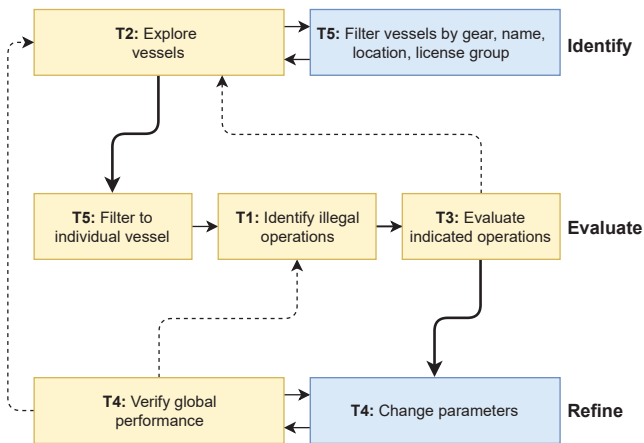 T2: Explore
vessels
T5: Filter vessels by gear, name,
location, license group
Identify
T5: Filter to
individual vessel
T1: Identify illegal
operations
T3: Evaluate
indicated operations
Evaluate
T4: Verify global
performance
T4: Change parameters
Refine